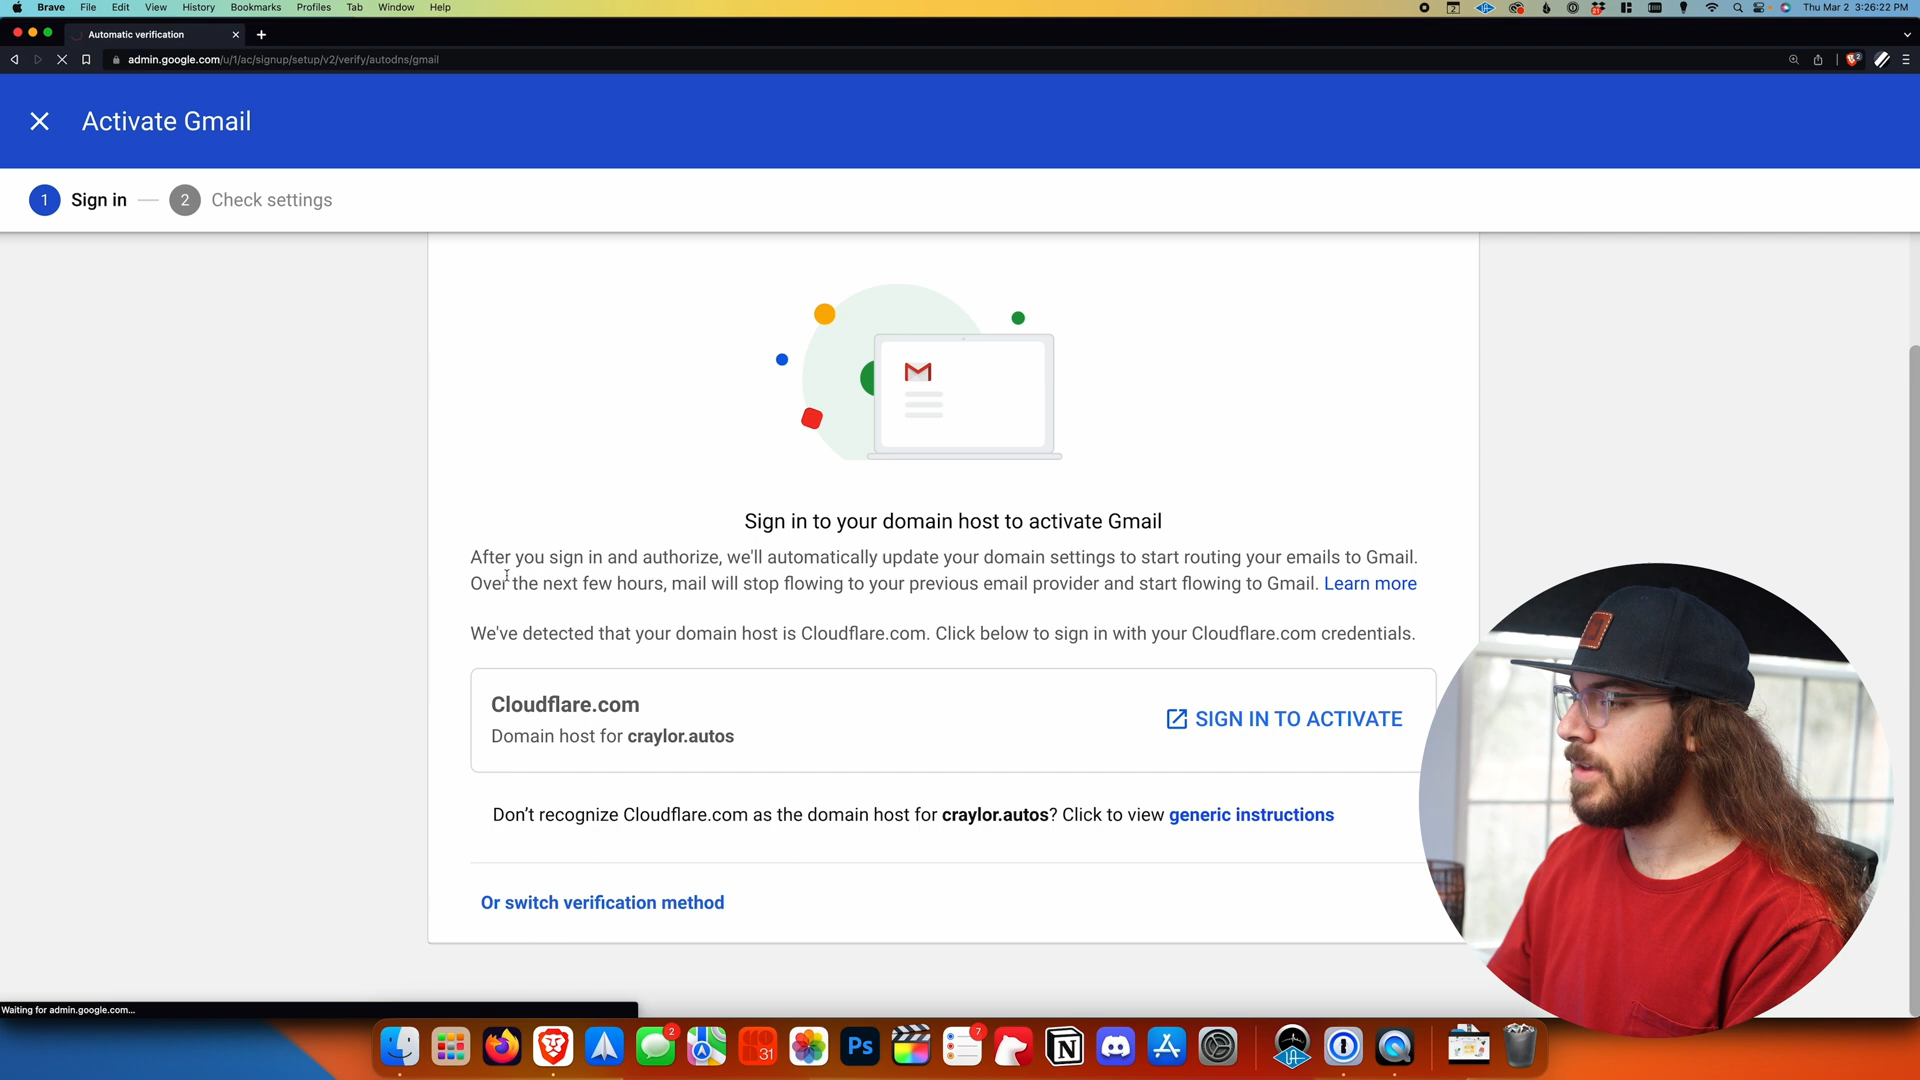 Brave File Edit View History Bookmarks Profiles Tab Window Help
Thu Mar 2 3:26:22 PM
Automatic verification
admin.google.com/u/1/ac/signup/setup/v2/verify/autodns/gmail
Activate Gmail
1 Sign in — 2 Check settings
Sign in to your domain host to activate Gmail
After you sign in and authorize, we'll automatically update your domain settings to start routing your emails to Gmail.
Over the next few hours, mail will stop flowing to your previous email provider and start flowing to Gmail. Learn more
We've detected that your domain host is Cloudflare.com. Click below to sign in with your Cloudflare.com credentials.
Cloudflare.com
SIGN IN TO ACTIVATE
Domain host for craylor.autos
Don't recognize Cloudflare.com as the domain host for craylor.autos? Click to view generic instructions
Or switch verification method
Waiting for admin.google.com...
2
7
31
Ps